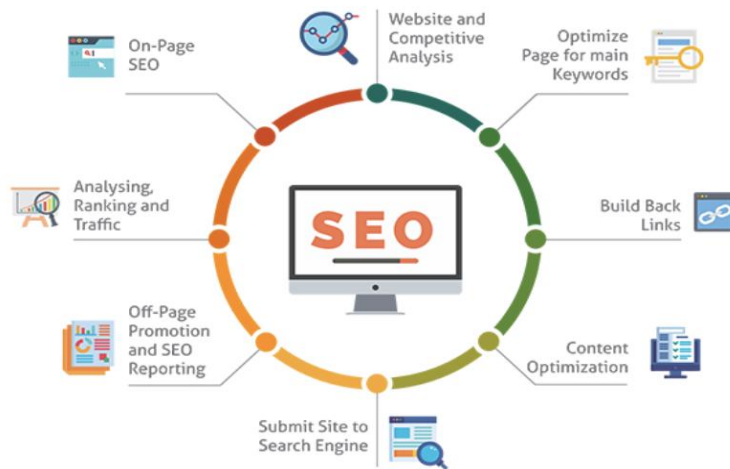 Website and
Competitive
Analysis
Optimize
Page for main
Keywords
Build Back
Links
Content
Optimization
Submit Site to
Search Engine
Off-Page
Promotion
and SEO
Reporting
Analysing,
Ranking and
Traffic
On-Page
SEO
SEO